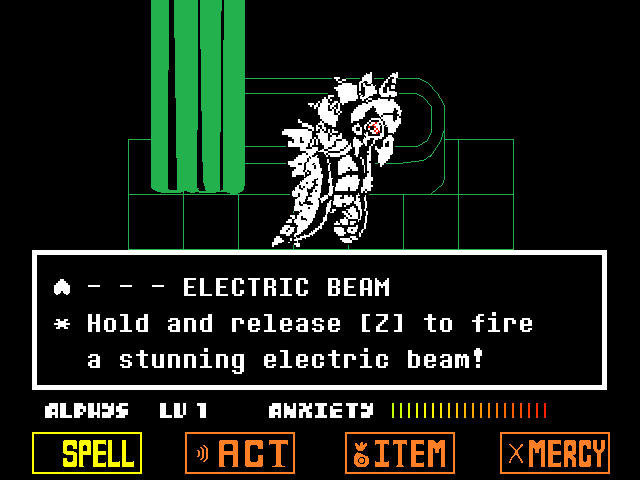 - - - ELECTRIC BEAM
* Hold and release [Z] to fire
a stunning electric beam!
ALPHYS LV 1 ANXIETY
SPELL ACT ITEM MERCY